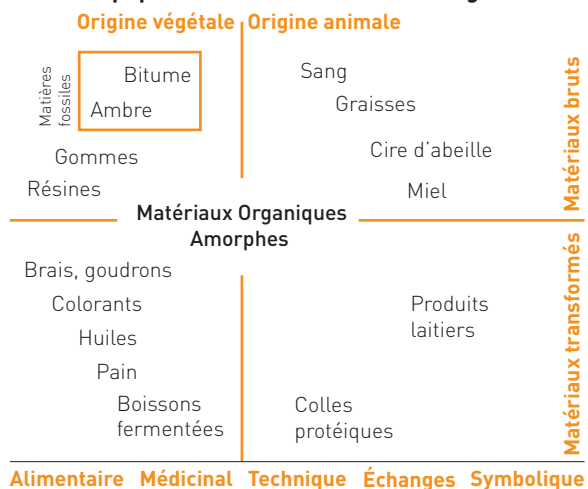 Origine végétale
Origine animale
Matières
fossiles
Bitume
Ambre
Gommes
Résines
Sang
Graisses
Cire d'abeille
Miel
Matériaux bruts
Matériaux Organiques
Amorphes
Brais, goudrons
Colorants
Huiles
Pain
Boissons
fermentées
Produits
laitiers
Colles
protéiques
Matériaux transformés
Alimentaire Médicinal Technique Échanges Symbolique